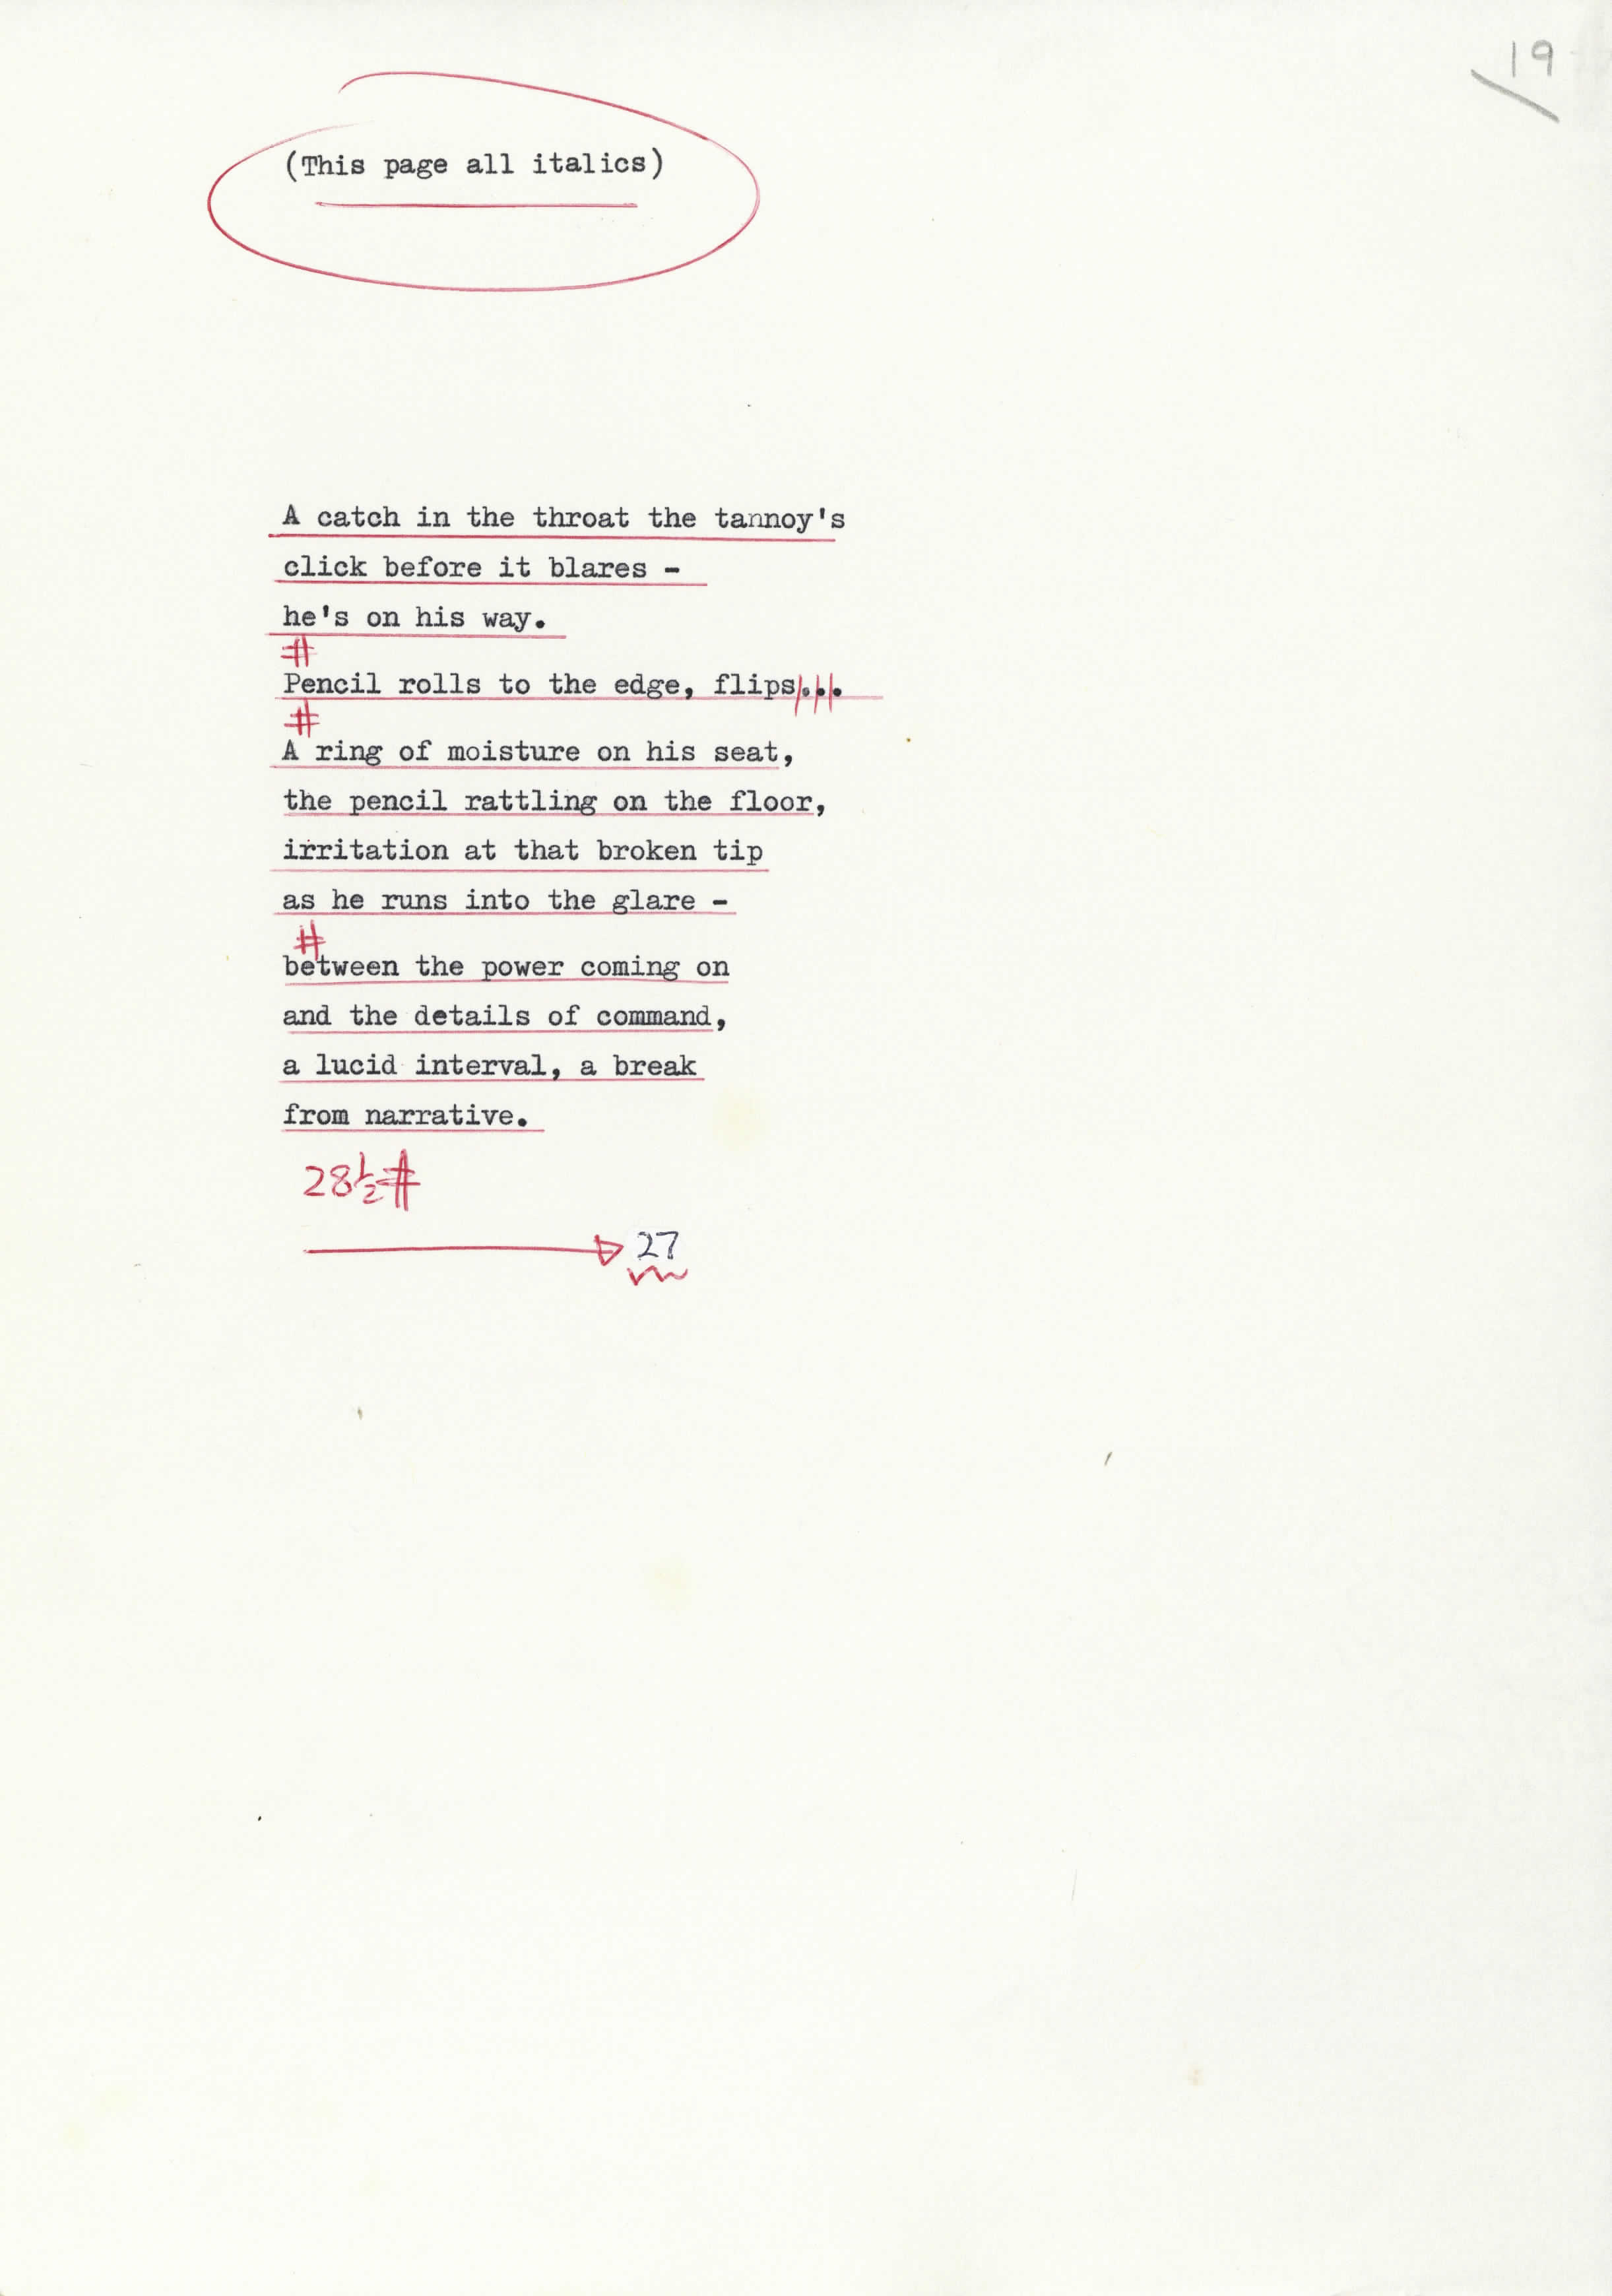 19
(This page all italics)
A catch in the throat the tannoy's
click before it blares -
he's on his way.
#
Pencil rolls to the edge, flips...
#
A ring of moisture on his seat,
the pencil rattling on the floor,
irritation at that broken tip
as he runs into the glare -
#
between the power coming on
and the details of command,
a lucid interval, a break
from narrative.
28½#
27